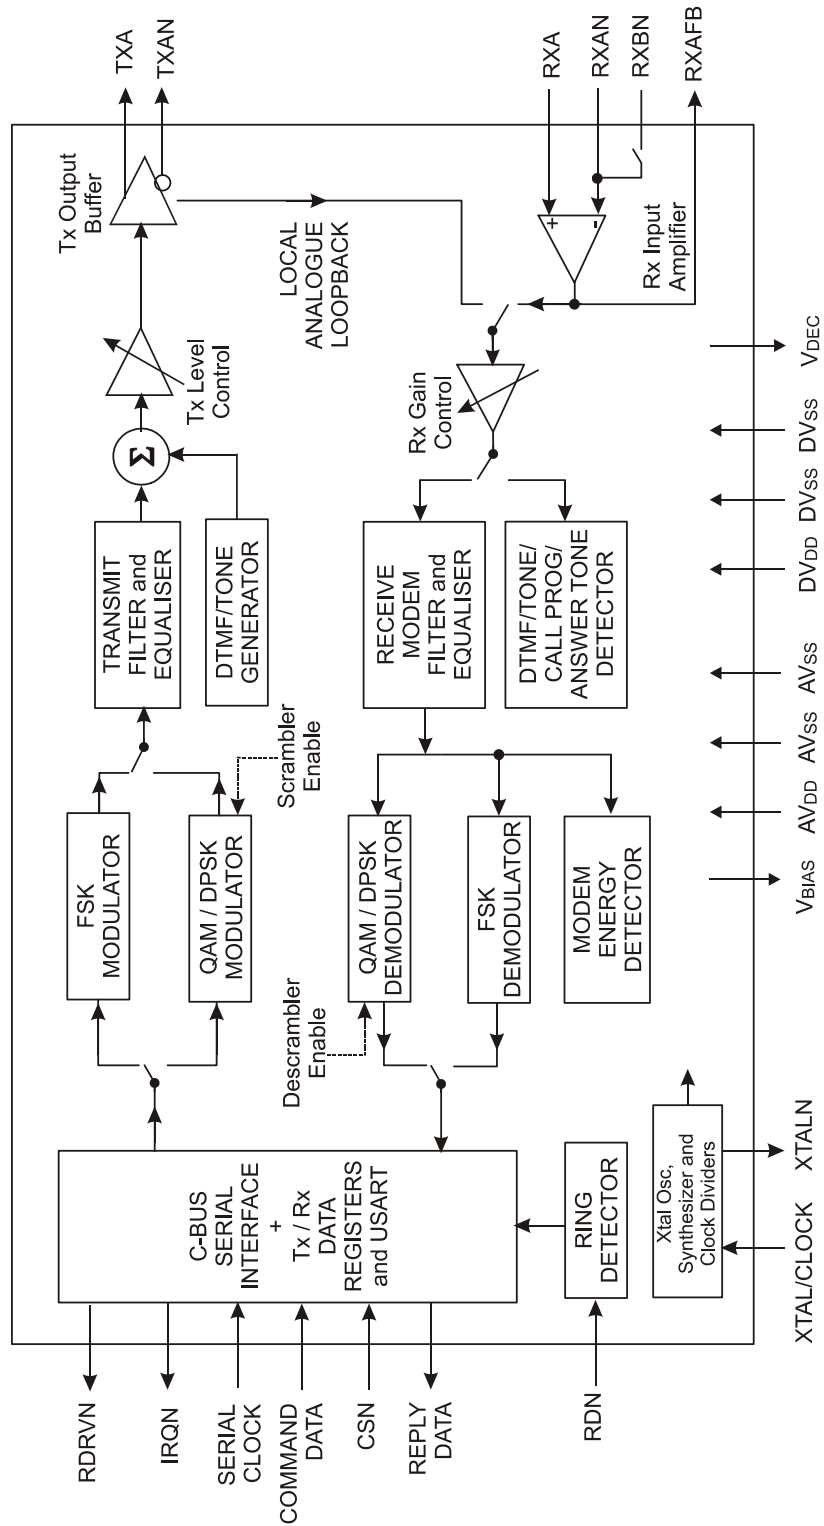 RDRVN
IRQN
SERIAL
CLOCK
COMMAND
DATA
CSN
REPLY
DATA
RDN
C-BUS
SERIAL
INTERFACE
+
Tx / Rx
DATA
REGISTERS
and USART
RING
DETECTOR
Xtal Osc,
Synthesizer and
Clock Dividers
XTAL/CLOCK
XTALN
FSK
MODULATOR
QAM / DPSK
MODULATOR
Scrambler
Enable
Descrambler
Enable
QAM / DPSK
DEMODULATOR
FSK
DEMODULATOR
MODEM
ENERGY
DETECTOR
TRANSMIT
FILTER and
EQUALISER
DTMF/TONE
GENERATOR
RECEIVE
MODEM
FILTER and
EQUALISER
DTMF/TONE/
CALL PROG/
ANSWER TONE
DETECTOR
Σ
Tx Level
Control
Rx Gain
Control
Tx Output
Buffer
LOCAL
ANALOGUE
LOOPBACK
+
-
Rx Input
Amplifier
TXA
TXAN
RXA
RXAN
RXBN
RXAFB
VBIAS
AVDD
AVSS
AVSS
DVDD
DVSS
DVSS
VDEC